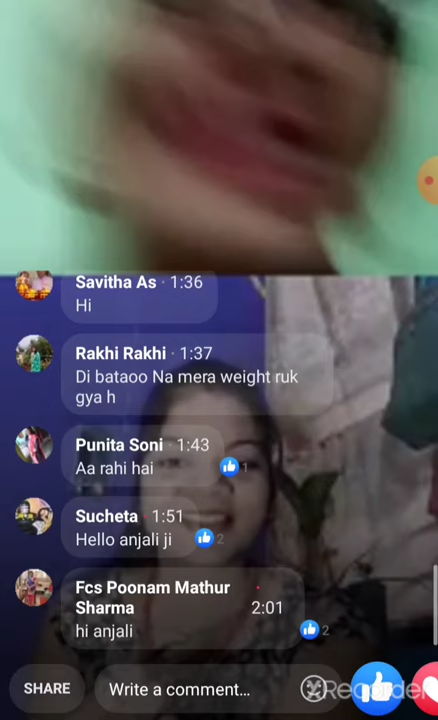 Savitha As · 1:36
Hi
Rakhi Rakhi · 1:37
Di bataoo Na mera weight ruk
gya h
Punita Soni · 1:43
Aa rahi hai
1
Sucheta · 1:51
Hello anjali ji
2
Fcs Poonam Mathur
Sharma · 2:01
hi anjali
2
SHARE
Write a comment...
Recorder